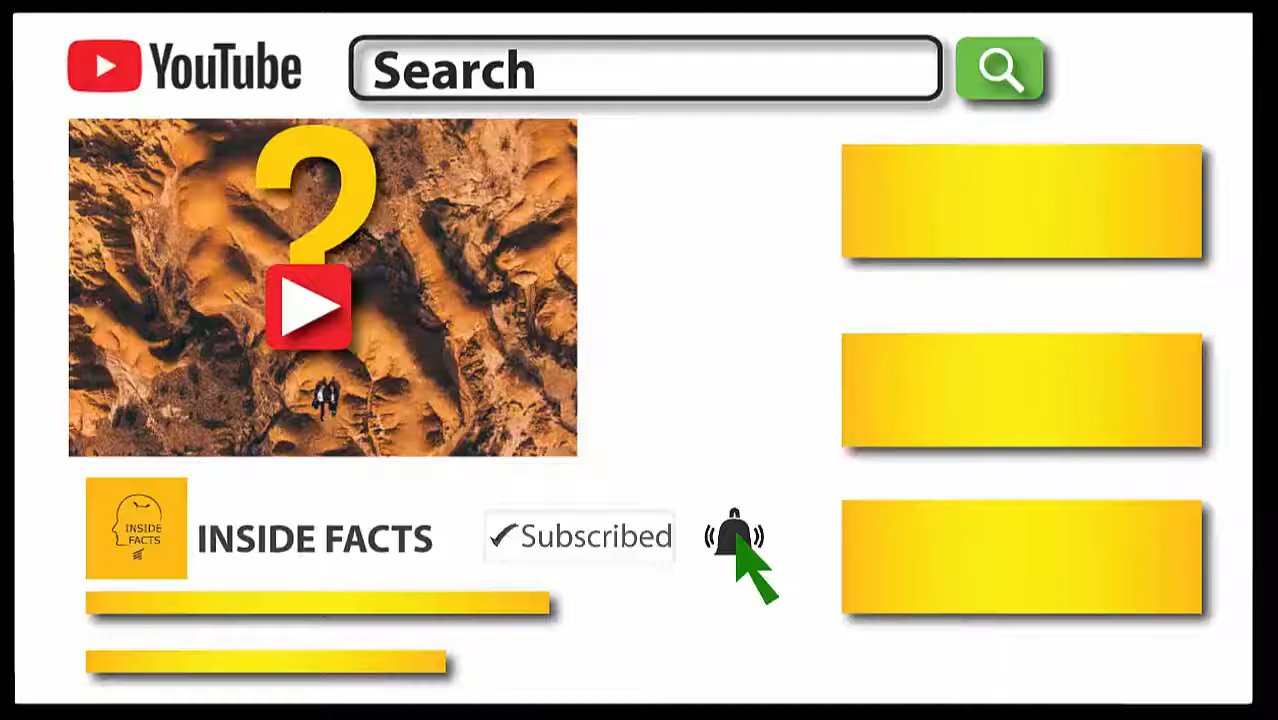 YouTube
Search
?
INSIDE
FACTS
INSIDE FACTS
Subscribed